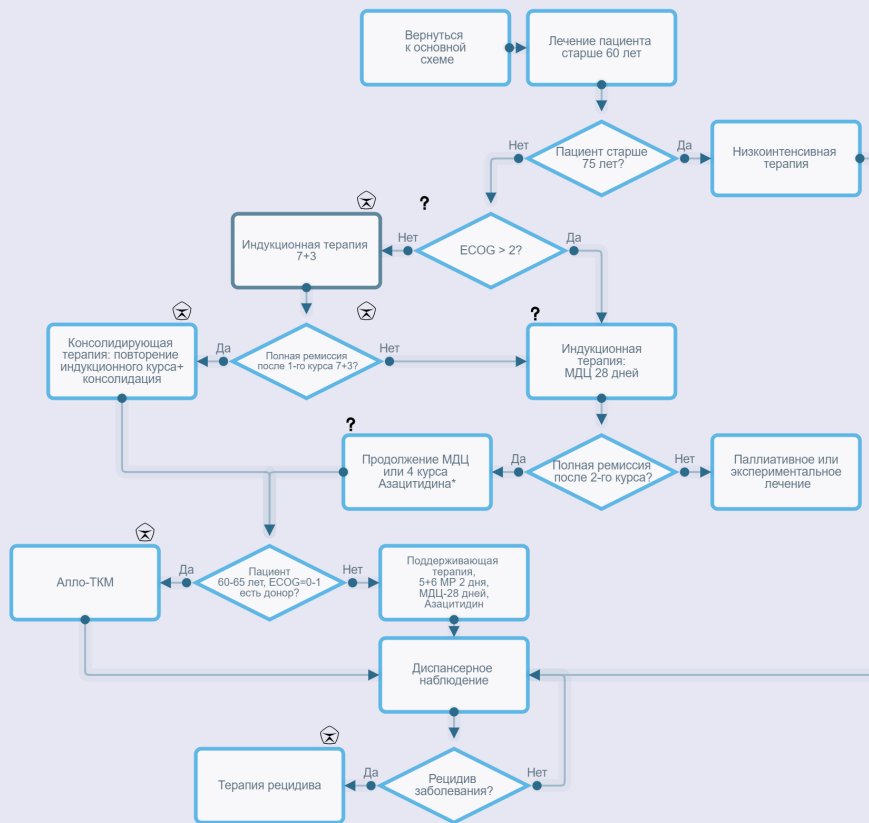 Вернуться
к основной
схеме
Лечение пациента
старше 60 лет
Нет
Пациент старше
75 лет?
Да
Низкоинтенсивная
терапия
?
Индукционная терапия
7+3
Нет
ECOG > 2?
Да
?
Консолидирующая
терапия: повторение
индукционного курса+
консолидация
Да
Полная ремиссия
после 1-го курса 7+3?
Нет
Индукционная
терапия:
МДЦ 28 дней
?
Продолжение МДЦ
или 4 курса
Азацитидина*
Да
Полная ремиссия
после 2-го курса?
Нет
Паллиативное или
экспериментальное
лечение
Алло-ТКМ
Да
Пациент
60-65 лет, ECOG=0-1
есть донор?
Нет
Поддерживающая
терапия,
5+6 МР 2 дня,
МДЦ-28 дней,
Азацитидин
Диспансерное
наблюдение
Терапия рецидива
Да
Рецидив
заболевания?
Нет